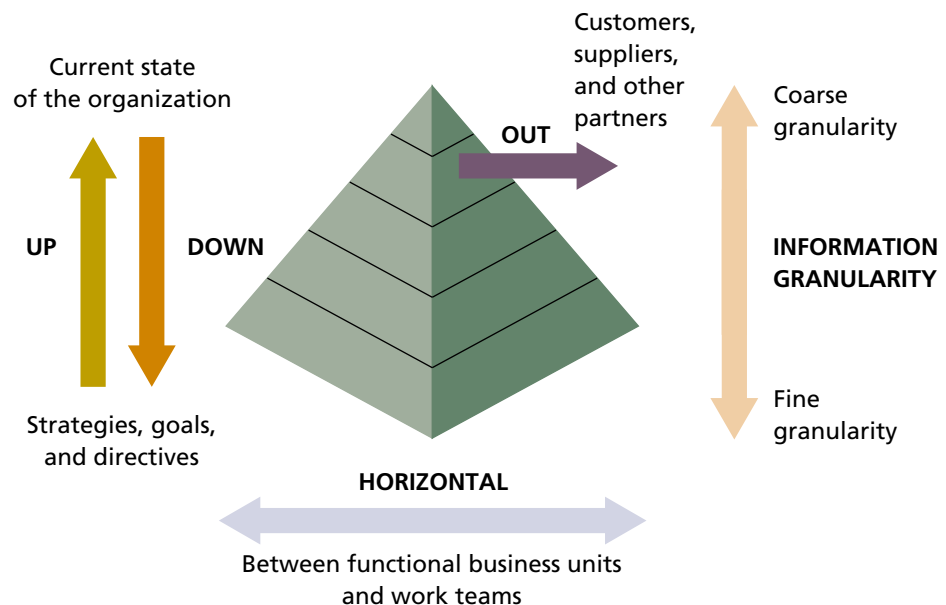 Current state
of the organization
UP
DOWN
Strategies, goals,
and directives
OUT
Customers,
suppliers,
and other
partners
Coarse
granularity
INFORMATION
GRANULARITY
Fine
granularity
HORIZONTAL
Between functional business units
and work teams